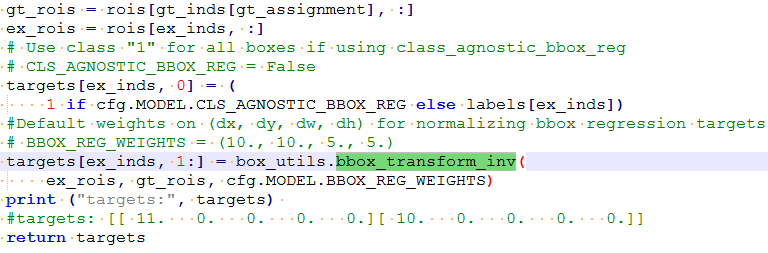 gt_rois = rois[gt_inds[gt_assignment], :]
ex_rois = rois[ex_inds, :]
# Use class "1" for all boxes if using class_agnostic_bbox_reg
# CLS_AGNOSTIC_BBOX_REG = False
targets[ex_inds, 0] = (
    1 if cfg.MODEL.CLS_AGNOSTIC_BBOX_REG else labels[ex_inds])
#Default weights on (dx, dy, dw, dh) for normalizing bbox regression targets
# BBOX_REG_WEIGHTS = (10., 10., 5., 5.)
targets[ex_inds, 1:] = box_utils.bbox_transform_inv(
    ex_rois, gt_rois, cfg.MODEL.BBOX_REG_WEIGHTS)
print ("targets:", targets)
#targets: [[ 11.   0.   0.   0.   0.][ 10.   0.   0.   0.   0.]]
return targets